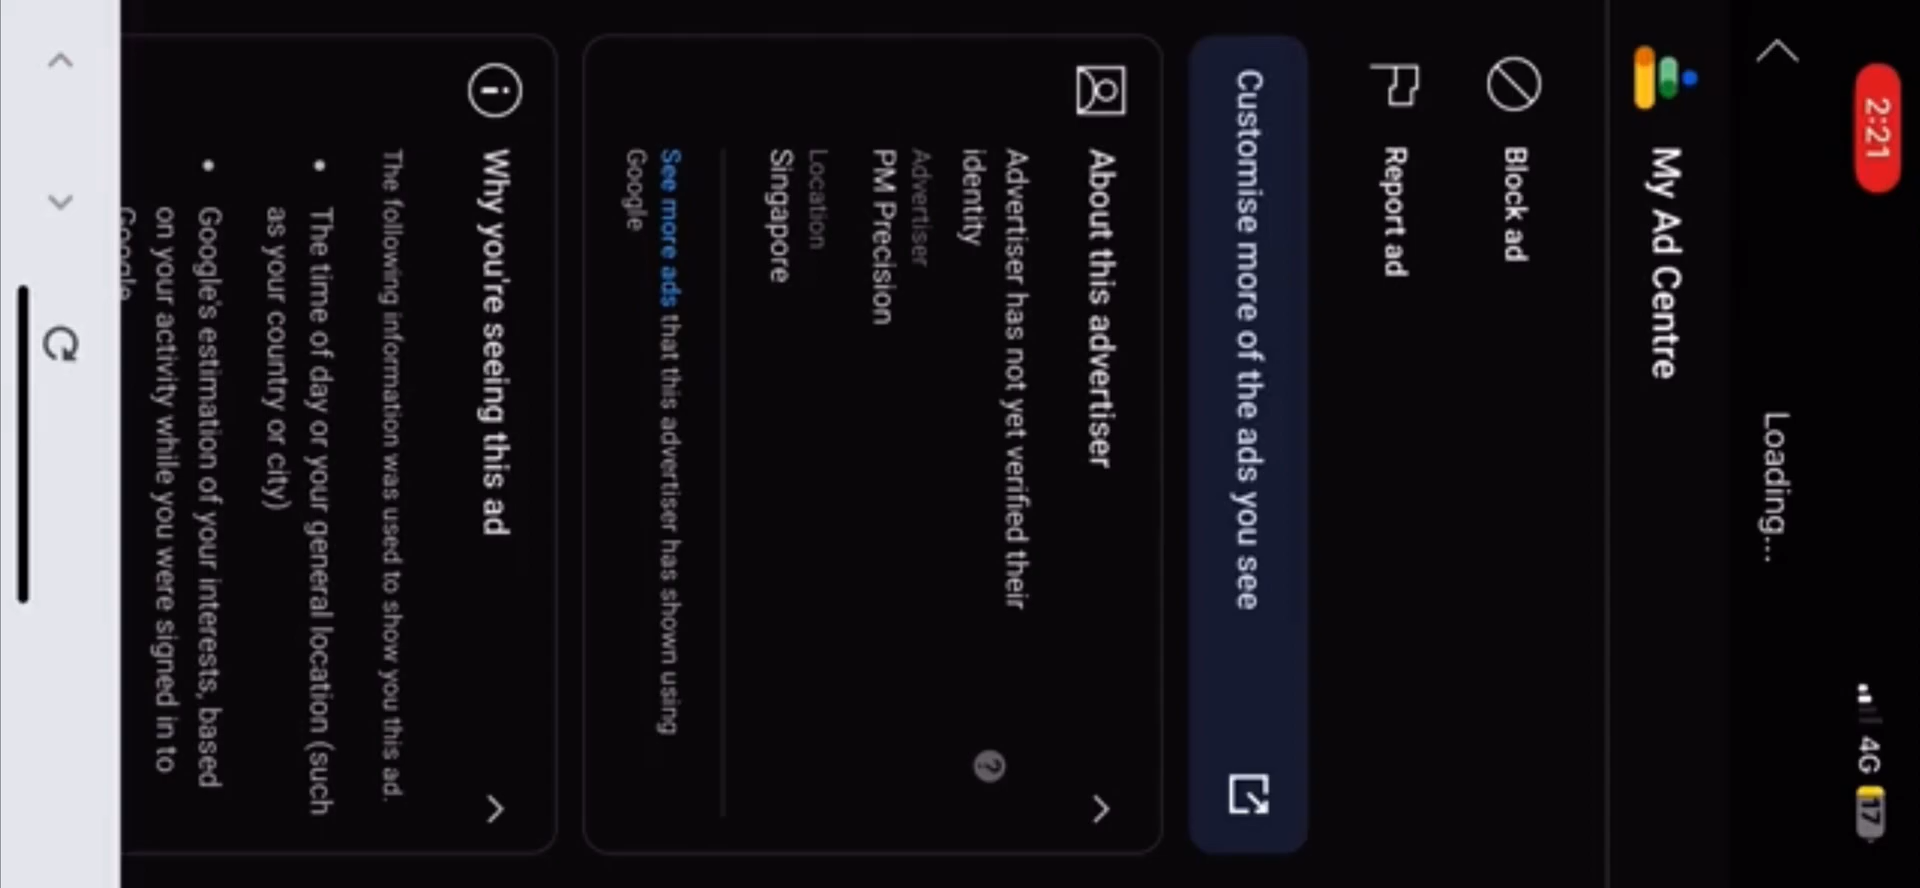 2:21
4G
17
Loading...
My Ad Centre
Block ad
Report ad
Customise more of the ads you see
About this advertiser
Advertiser has not yet verified their
identity
Advertiser
PM Precision
Location
Singapore
See more ads that this advertiser has shown using
Google
Why you're seeing this ad
The following information was used to show you this ad.
• The time of day or your general location (such
as your country or city)
• Google's estimation of your interests, based
on your activity while you were signed in to
Google